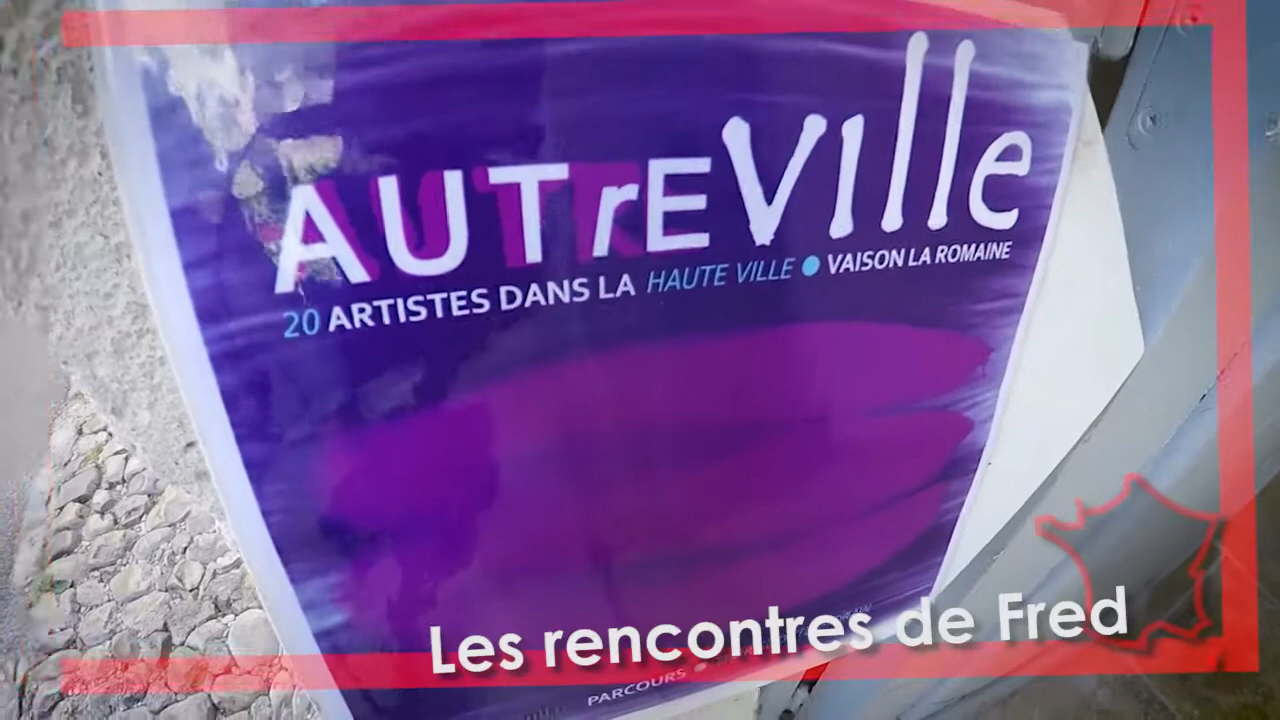 AUTrEVille
20 ARTISTES DANS LA HAUTE VILLE • VAISON LA ROMAINE
Les rencontres de Fred
PARCOURS